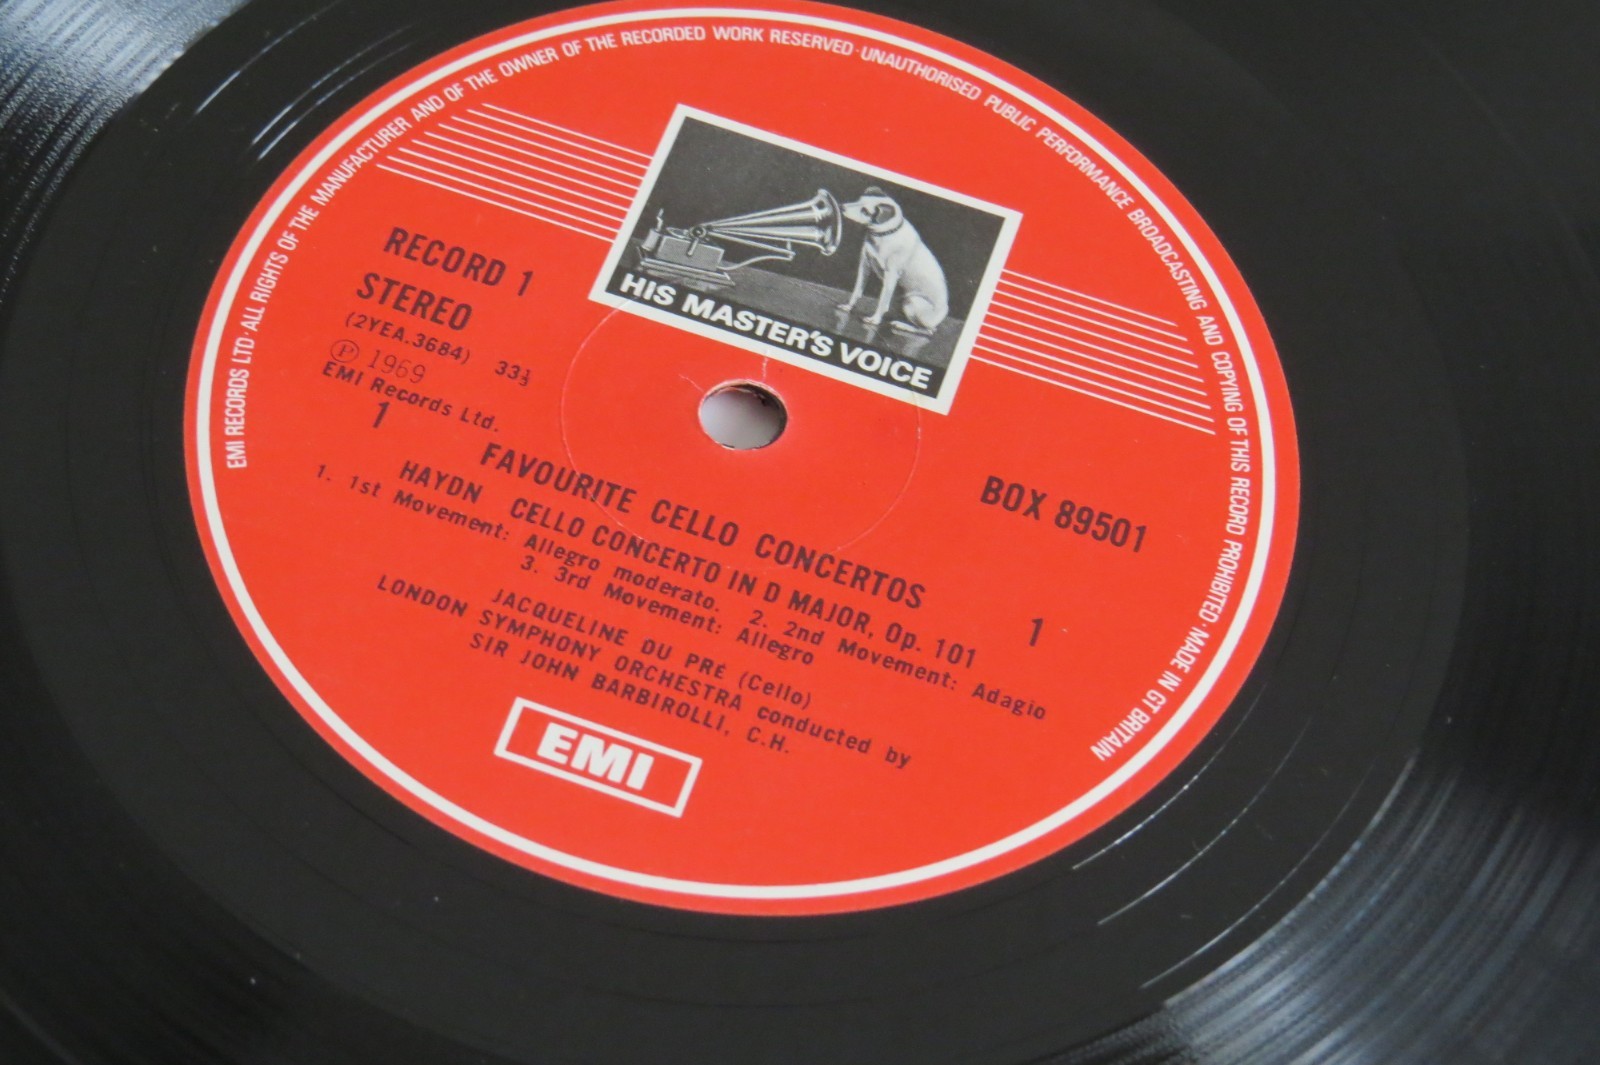 EMI RECORDS LTD·ALL RIGHTS OF THE MANUFACTURER AND OF THE OWNER OF THE RECORDED WORK RESERVED·UNAUTHORISED PUBLIC PERFORMANCE BROADCASTING AND COPYING OF THIS RECORD PROHIBITED·MADE IN GT BRITAIN
HIS MASTER'S VOICE
RECORD 1
STEREO
(2YEA.3684) 33⅓
Ⓟ 1969
EMI Records Ltd.
BOX 89501
1
1
FAVOURITE CELLO CONCERTOS
HAYDN CELLO CONCERTO IN D MAJOR, Op. 101
1. 1st Movement: Allegro moderato. 2. 2nd Movement: Adagio
3. 3rd Movement: Allegro
JACQUELINE DU PRÉ (Cello)
LONDON SYMPHONY ORCHESTRA conducted by
SIR JOHN BARBIROLLI, C.H.
EMI